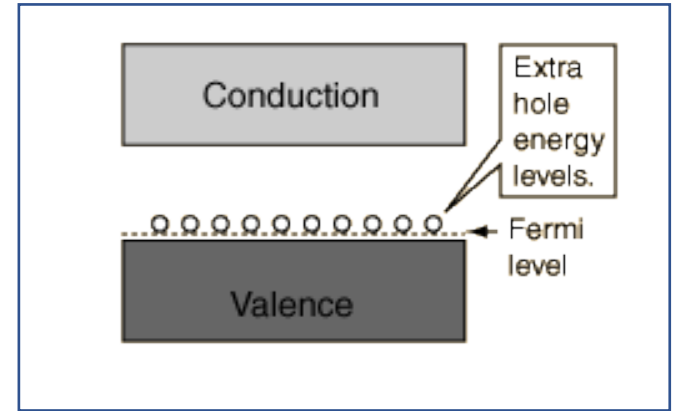 Conduction
Extra
hole
energy
levels.
Fermi
level
Valence